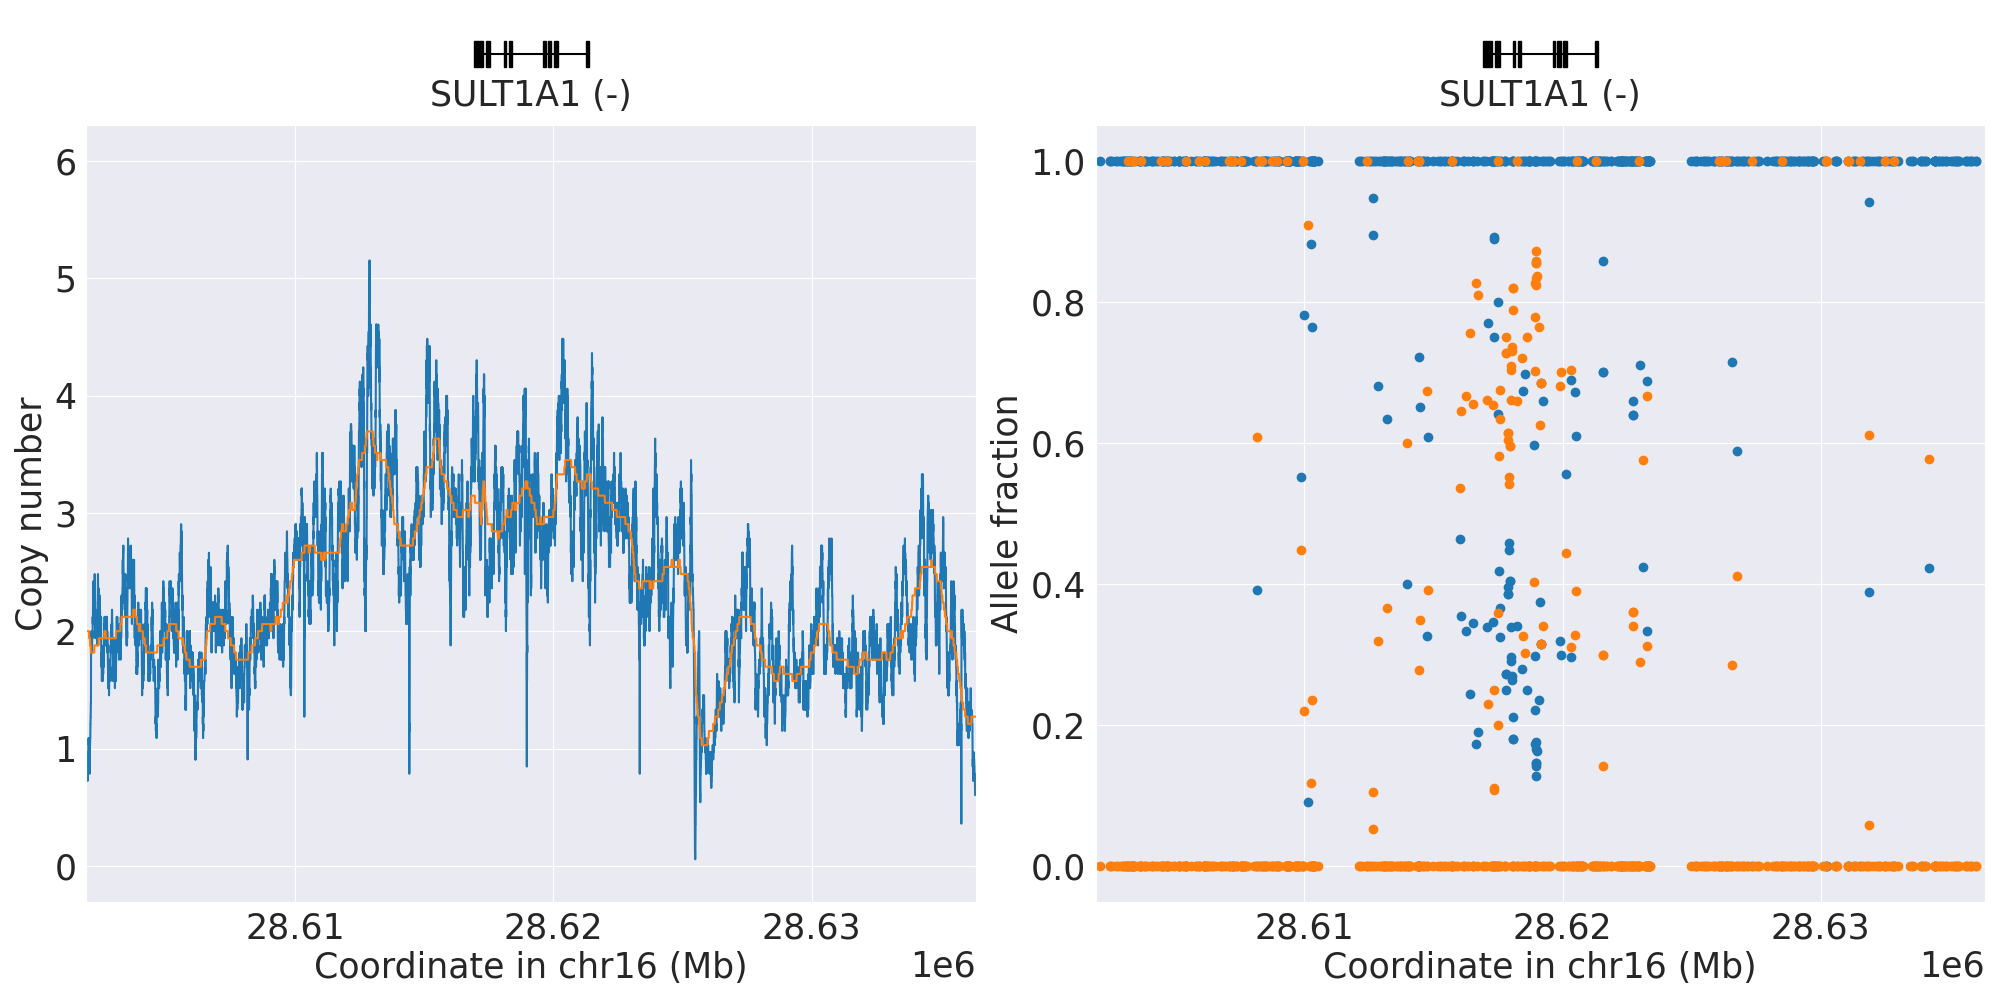 SULT1A1 (-)
Copy number
6
5
4
3
2
1
0
28.61
28.62
28.63
Coordinate in chr16 (Mb)
1e6
SULT1A1 (-)
Allele fraction
1.0
0.8
0.6
0.4
0.2
0.0
28.61
28.62
28.63
Coordinate in chr16 (Mb)
1e6